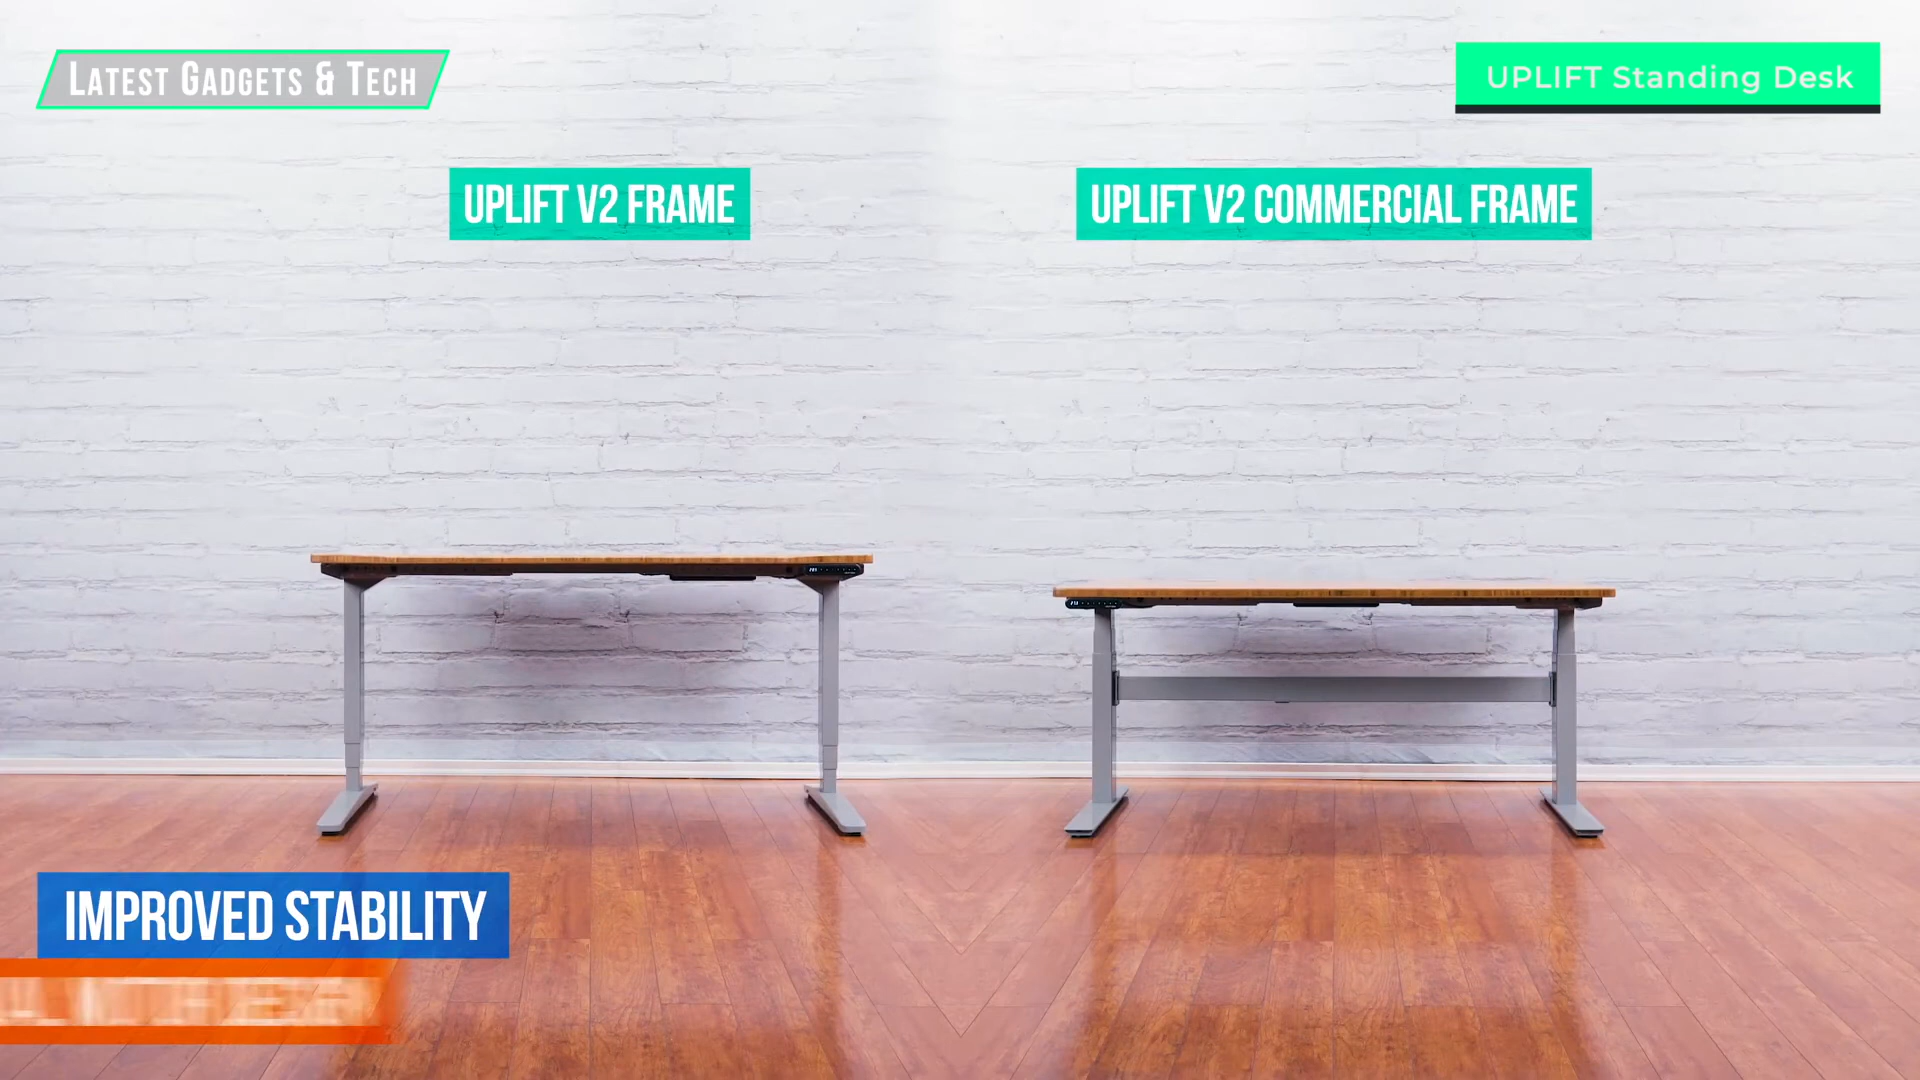 LATEST GADGETS & TECH
UPLIFT Standing Desk
UPLIFT V2 FRAME
UPLIFT V2 COMMERCIAL FRAME
IMPROVED STABILITY